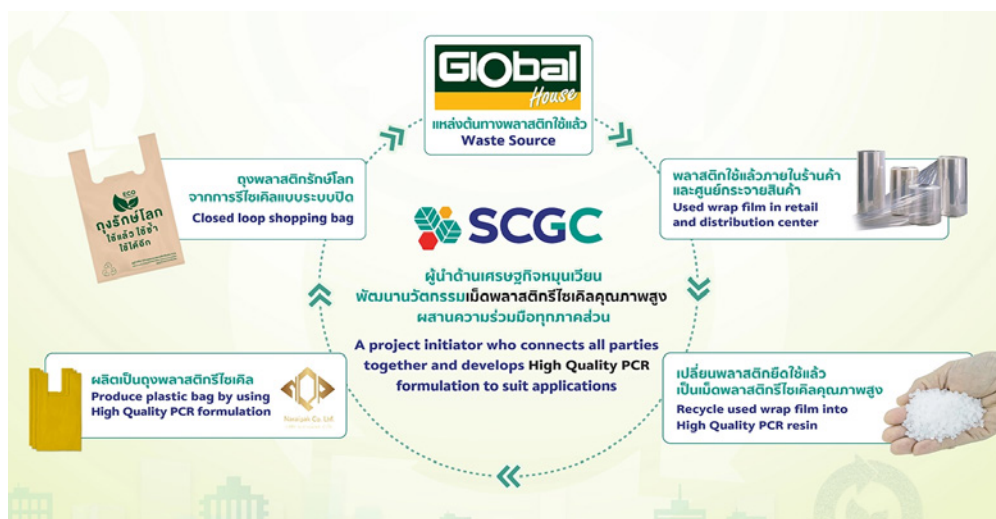 Global
House
แหล่งต้นทางพลาสติกใช้แล้ว
Waste Source
พลาสติกใช้แล้วภายในร้านค้า
และศูนย์กระจายสินค้า
Used wrap film in retail
and distribution center
เปลี่ยนพลาสติกยืดใช้แล้ว
เป็นเม็ดพลาสติกรีไซเคิลคุณภาพสูง
Recycle used wrap film into
High Quality PCR resin
ผลิตเป็นถุงพลาสติกรีไซเคิล
Produce plastic bag by using
High Quality PCR formulation
ถุงพลาสติกรักษ์โลก
จากการรีไซเคิลแบบระบบปิด
Closed loop shopping bag
ECO
ถุงรักษ์โลก
ใช้แล้ว ใช้ซ้ำ
ใช้ได้อีก
SCGC
ผู้นำด้านเศรษฐกิจหมุนเวียน
พัฒนานวัตกรรมเม็ดพลาสติกรีไซเคิลคุณภาพสูง
ผสานความร่วมมือทุกภาคส่วน
A project initiator who connects all parties
together and develops High Quality PCR
formulation to suit applications